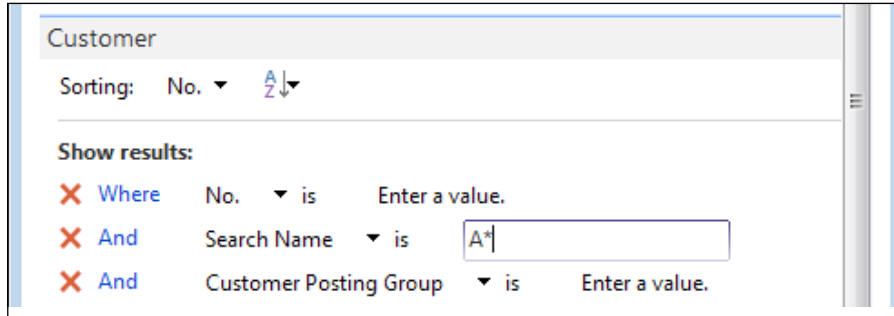 Customer
Sorting: No. A Z
Show results:
Where No. is Enter a value.
And Search Name is A*
And Customer Posting Group is Enter a value.